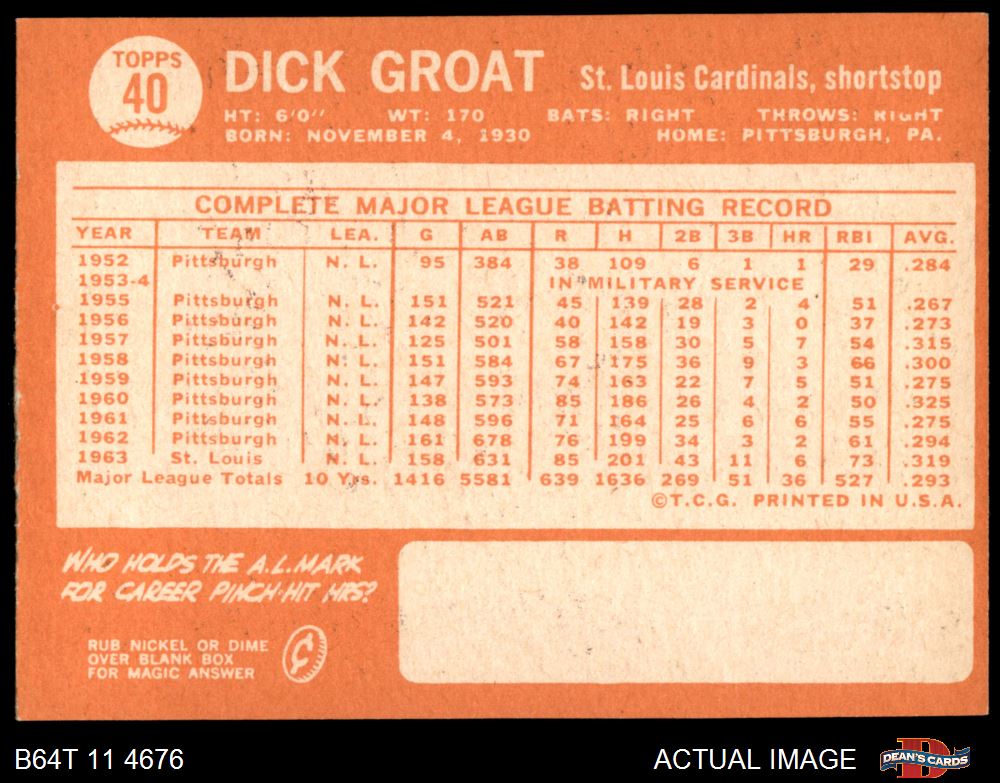 TOPPS
40
DICK GROAT St. Louis Cardinals, shortstop
HT: 6'0" WT: 170 BATS: RIGHT THROWS: RIGHT
BORN: NOVEMBER 4, 1930 HOME: PITTSBURGH, PA.
COMPLETE MAJOR LEAGUE BATTING RECORD
YEAR TEAM LEA. G AB R H 2B 3B HR RBI AVG.
1952 Pittsburgh N. L. 95 384 38 109 6 1 1 29 .284
1953-4 IN MILITARY SERVICE
1955 Pittsburgh N. L. 151 521 45 139 28 2 4 51 .267
1956 Pittsburgh N. L. 142 520 40 142 19 3 0 37 .273
1957 Pittsburgh N. L. 125 501 58 158 30 5 7 54 .315
1958 Pittsburgh N. L. 151 584 67 175 36 9 3 66 .300
1959 Pittsburgh N. L. 147 593 74 163 22 7 5 51 .275
1960 Pittsburgh N. L. 138 573 85 186 26 4 2 50 .325
1961 Pittsburgh N. L. 148 596 71 164 25 6 6 55 .275
1962 Pittsburgh N. L. 161 678 76 199 34 3 2 61 .294
1963 St. Louis N. L. 158 631 85 201 43 11 6 73 .319
Major League Totals 10 Yrs. 1416 5581 639 1636 269 51 36 527 .293
©T.C.G. PRINTED IN U.S.A.
WHO HOLDS THE A.L. MARK
FOR CAREER PINCH-HIT HRS?
RUB NICKEL OR DIME
OVER BLANK BOX
FOR MAGIC ANSWER
¢
B64T 11 4676 ACTUAL IMAGE DEAN'S CARDS